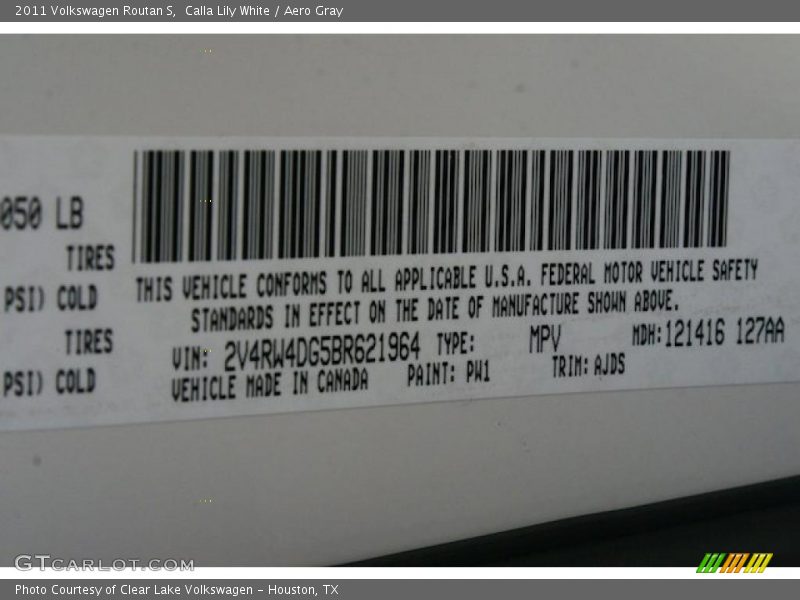 2011 Volkswagen Routan S,  Calla Lily White / Aero Gray
050 LB
TIRES
PSI) COLD
TIRES
PSI) COLD
THIS VEHICLE CONFORMS TO ALL APPLICABLE U.S.A. FEDERAL MOTOR VEHICLE SAFETY
STANDARDS IN EFFECT ON THE DATE OF MANUFACTURE SHOWN ABOVE.
VIN: 2V4RW4DG5BR621964 TYPE: MPV MDH:121416 127AA
VEHICLE MADE IN CANADA PAINT: PW1 TRIM: AJDS
GTCARLOT.COM
Photo Courtesy of Clear Lake Volkswagen – Houston, TX